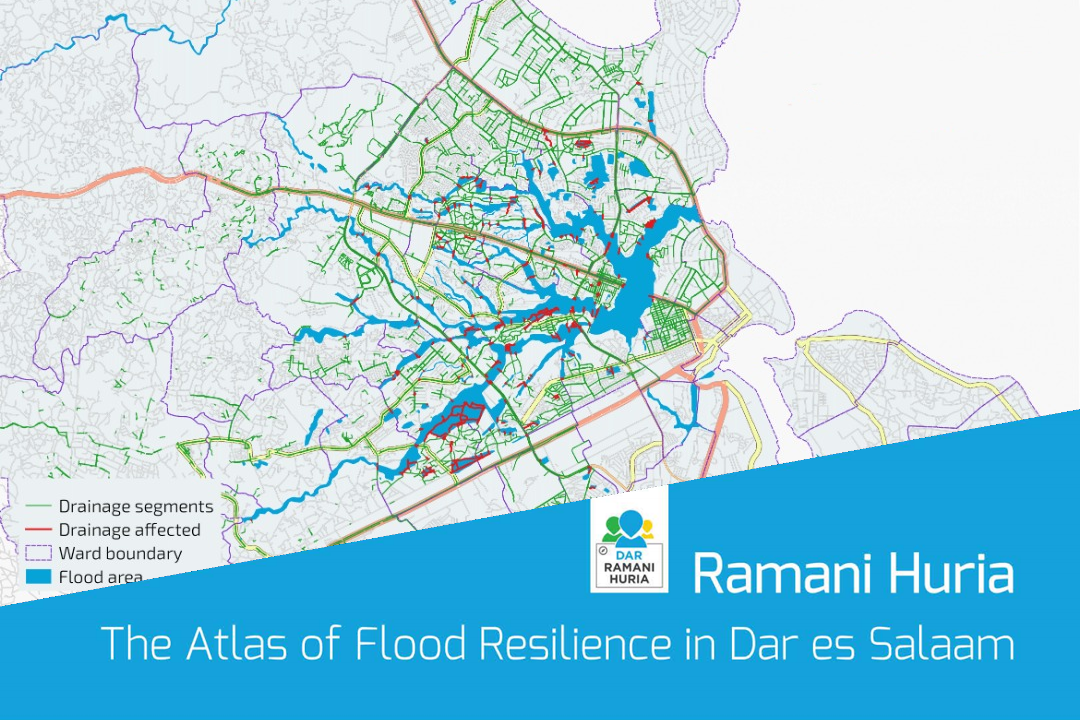 Drainage segments
Drainage affected
Ward boundary
Flood area
DAR
RAMANI
HURIA
Ramani Huria
The Atlas of Flood Resilience in Dar es Salaam